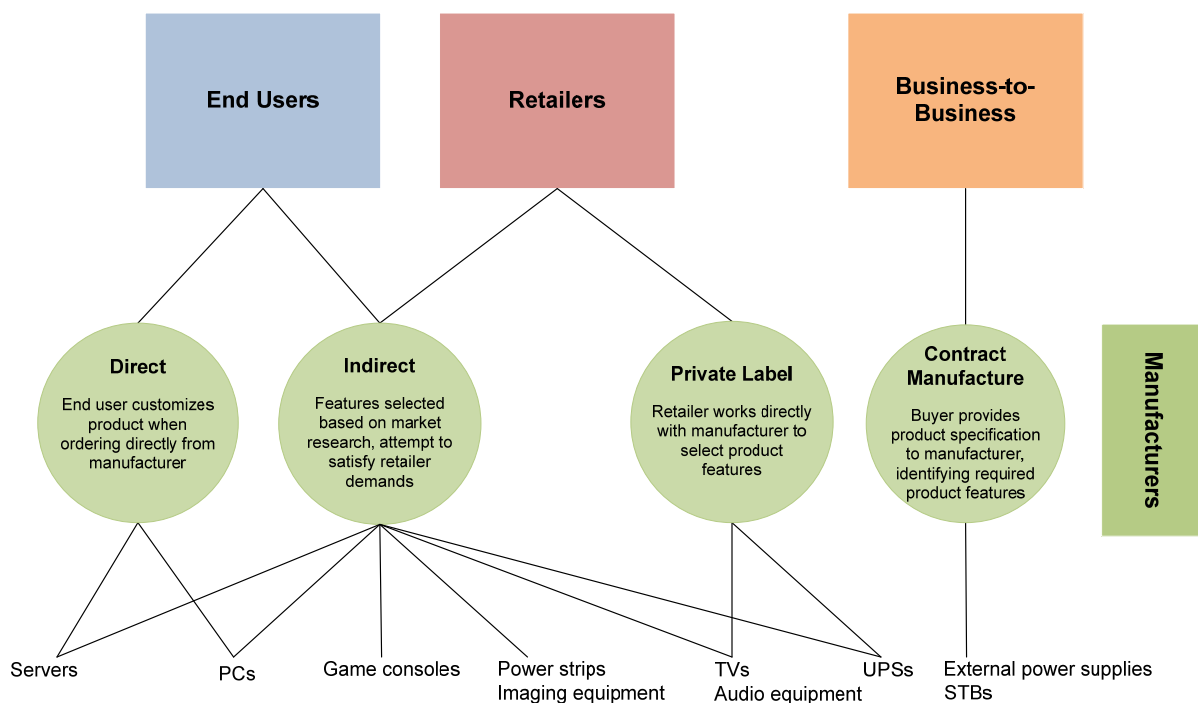 End Users
Retailers
Business-to-
Business
Direct
End user customizes
product when
ordering directly from
manufacturer
Indirect
Features selected
based on market
research, attempt to
satisfy retailer
demands
Private Label
Retailer works directly
with manufacturer to
select product
features
Contract
Manufacture
Buyer provides
product specification
to manufacturer,
identifying required
product features
Manufacturers
Servers
PCs
Game consoles
Power strips
Imaging equipment
TVs
Audio equipment
UPSs
External power supplies
STBs